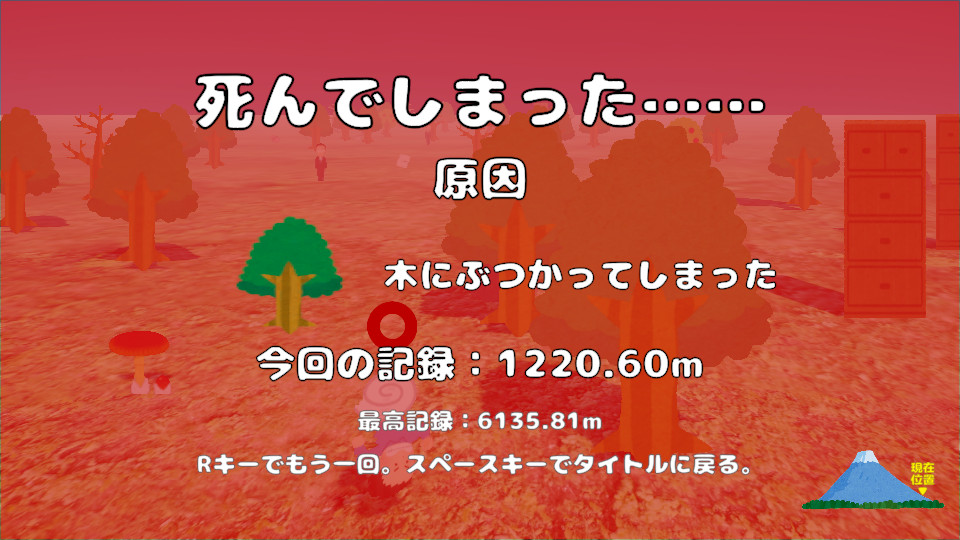 死んでしまった……
原因
木にぶつかってしまった
今回の記録：1220.60m
最高記録：6135.81m
Rキーでもう一回。スペースキーでタイトルに戻る。
現在
位置
▼